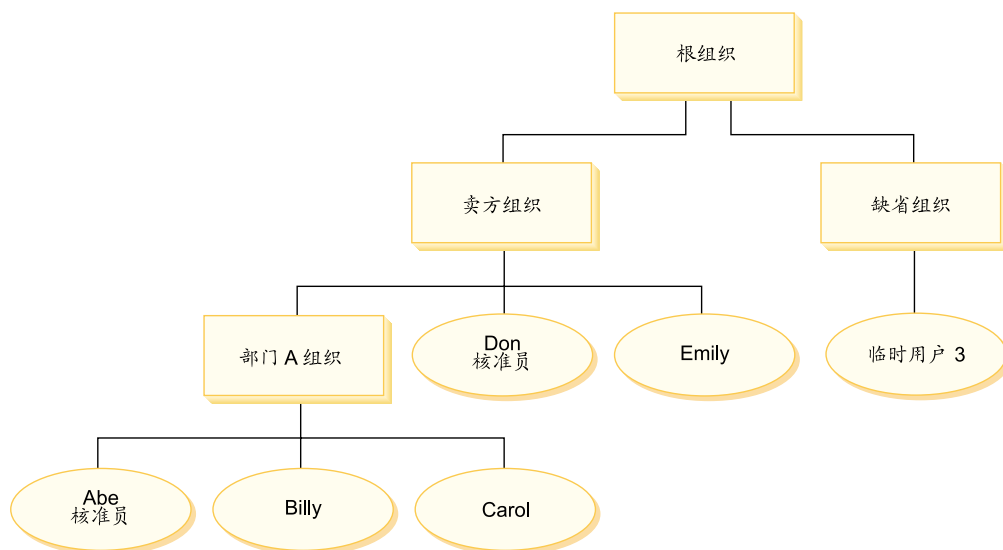 根组织
卖方组织
缺省组织
部门 A 组织
Don
核准员
Emily
临时用户 3
Abe
核准员
Billy
Carol